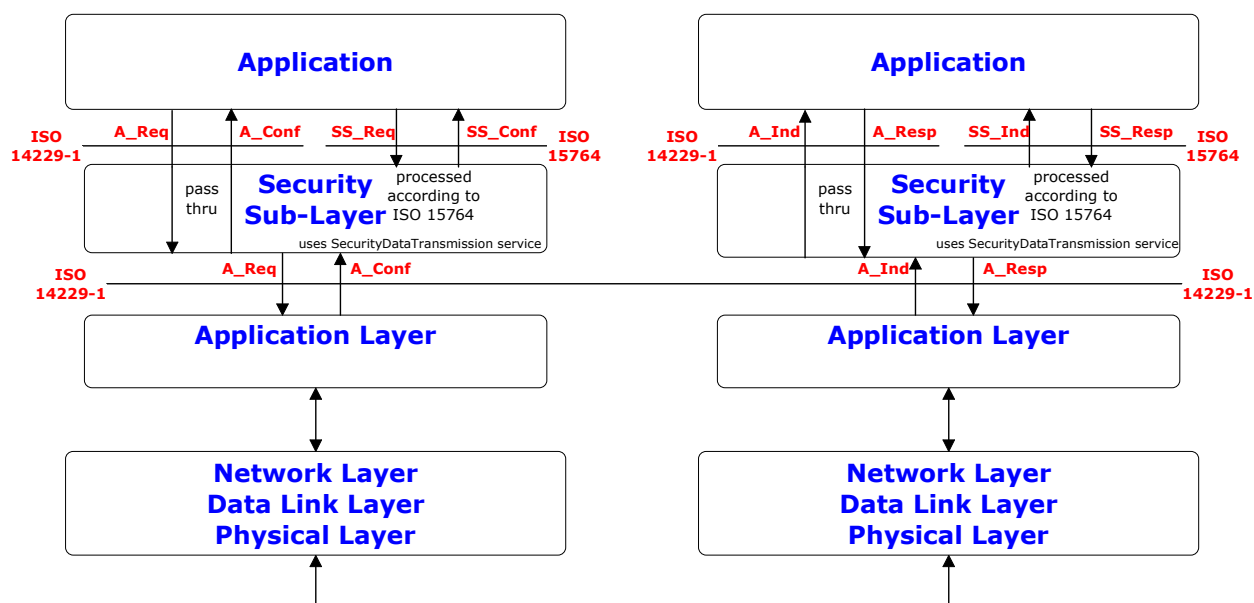 Application
A_Req
A_Conf
SS_Req
SS_Conf
ISO
14229-1
ISO
15764
pass
thru
Security
Sub-Layer
processed
according to
ISO 15764
uses SecurityDataTransmission service
A_Req
A_Conf
ISO
14229-1
Application Layer
Network Layer
Data Link Layer
Physical Layer
Application
A_Ind
A_Resp
SS_Ind
SS_Resp
ISO
14229-1
ISO
15764
pass
thru
Security
Sub-Layer
processed
according to
ISO 15764
uses SecurityDataTransmission service
A_Ind
A_Resp
ISO
14229-1
Application Layer
Network Layer
Data Link Layer
Physical Layer